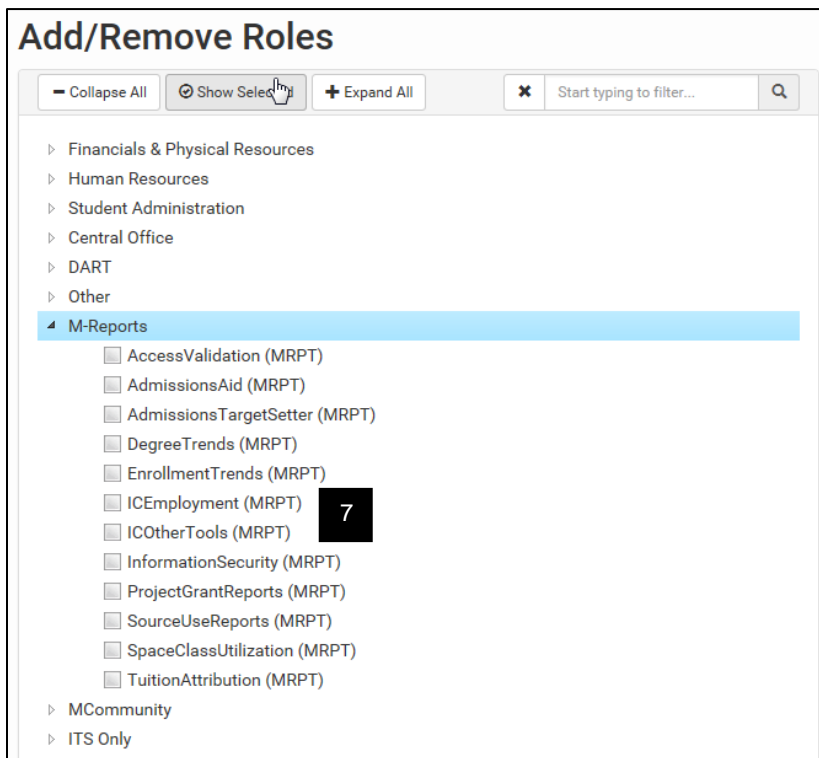 Add/Remove Roles
Collapse All Show Selected Expand All Start typing to filter...
Financials & Physical Resources
Human Resources
Student Administration
Central Office
DART
Other
M-Reports
AccessValidation (MRPT)
AdmissionsAid (MRPT)
AdmissionsTargetSetter (MRPT)
DegreeTrends (MRPT)
EnrollmentTrends (MRPT)
ICEmployment (MRPT)
7
ICOtherTools (MRPT)
InformationSecurity (MRPT)
ProjectGrantReports (MRPT)
SourceUseReports (MRPT)
SpaceClassUtilization (MRPT)
TuitionAttribution (MRPT)
MCommunity
ITS Only